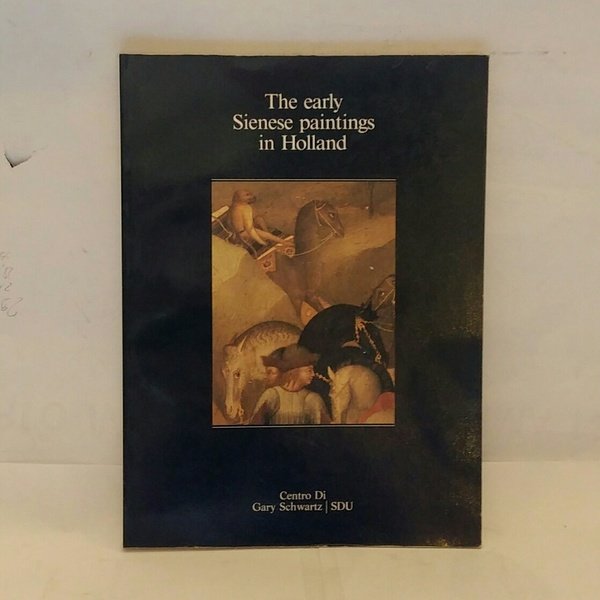 The early
Sienese paintings
in Holland
Centro Di
Gary Schwartz | SDU